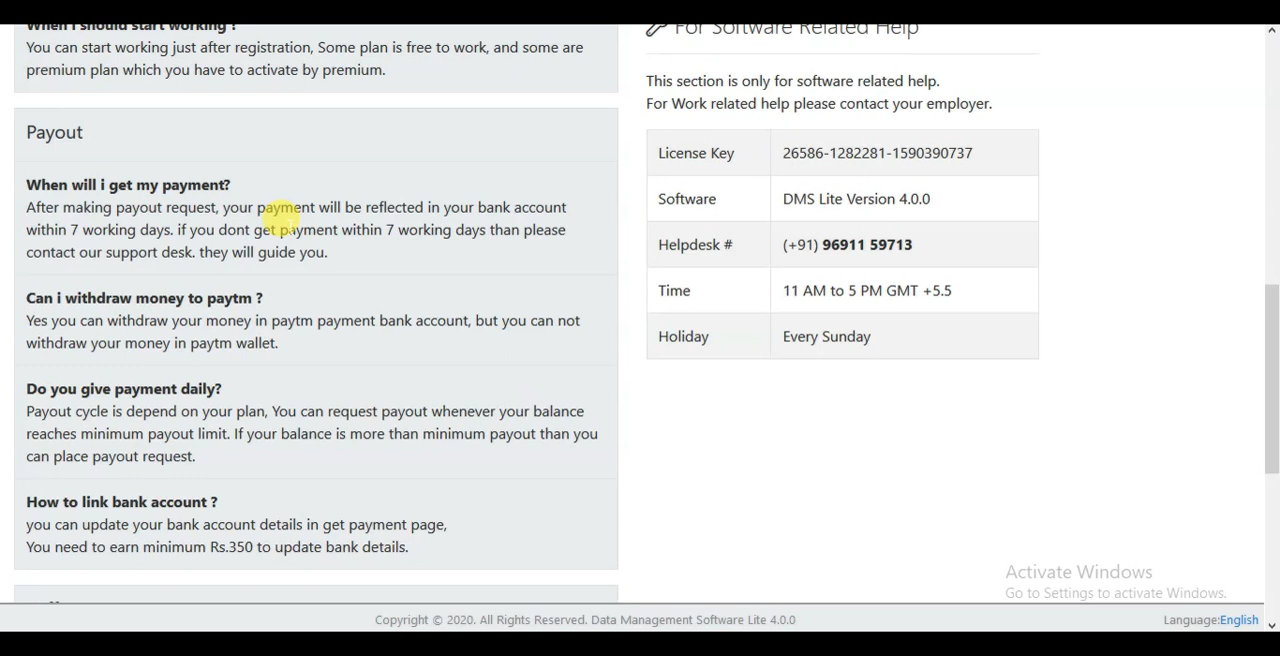 When I should start working ?
You can start working just after registration, Some plan is free to work, and some are
premium plan which you have to activate by premium.
Payout
When will i get my payment?
After making payout request, your payment will be reflected in your bank account
within 7 working days. if you dont get payment within 7 working days than please
contact our support desk. they will guide you.
Can i withdraw money to paytm ?
Yes you can withdraw your money in paytm payment bank account, but you can not
withdraw your money in paytm wallet.
Do you give payment daily?
Payout cycle is depend on your plan, You can request payout whenever your balance
reaches minimum payout limit. If your balance is more than minimum payout than you
can place payout request.
How to link bank account ?
you can update your bank account details in get payment page,
You need to earn minimum Rs.350 to update bank details.
For Software Related Help
This section is only for software related help.
For Work related help please contact your employer.
License Key 26586-1282281-1590390737
Software DMS Lite Version 4.0.0
Helpdesk # (+91) 96911 59713
Time 11 AM to 5 PM GMT +5.5
Holiday Every Sunday
Activate Windows
Go to Settings to activate Windows.
Copyright © 2020. All Rights Reserved. Data Management Software Lite 4.0.0
Language:English